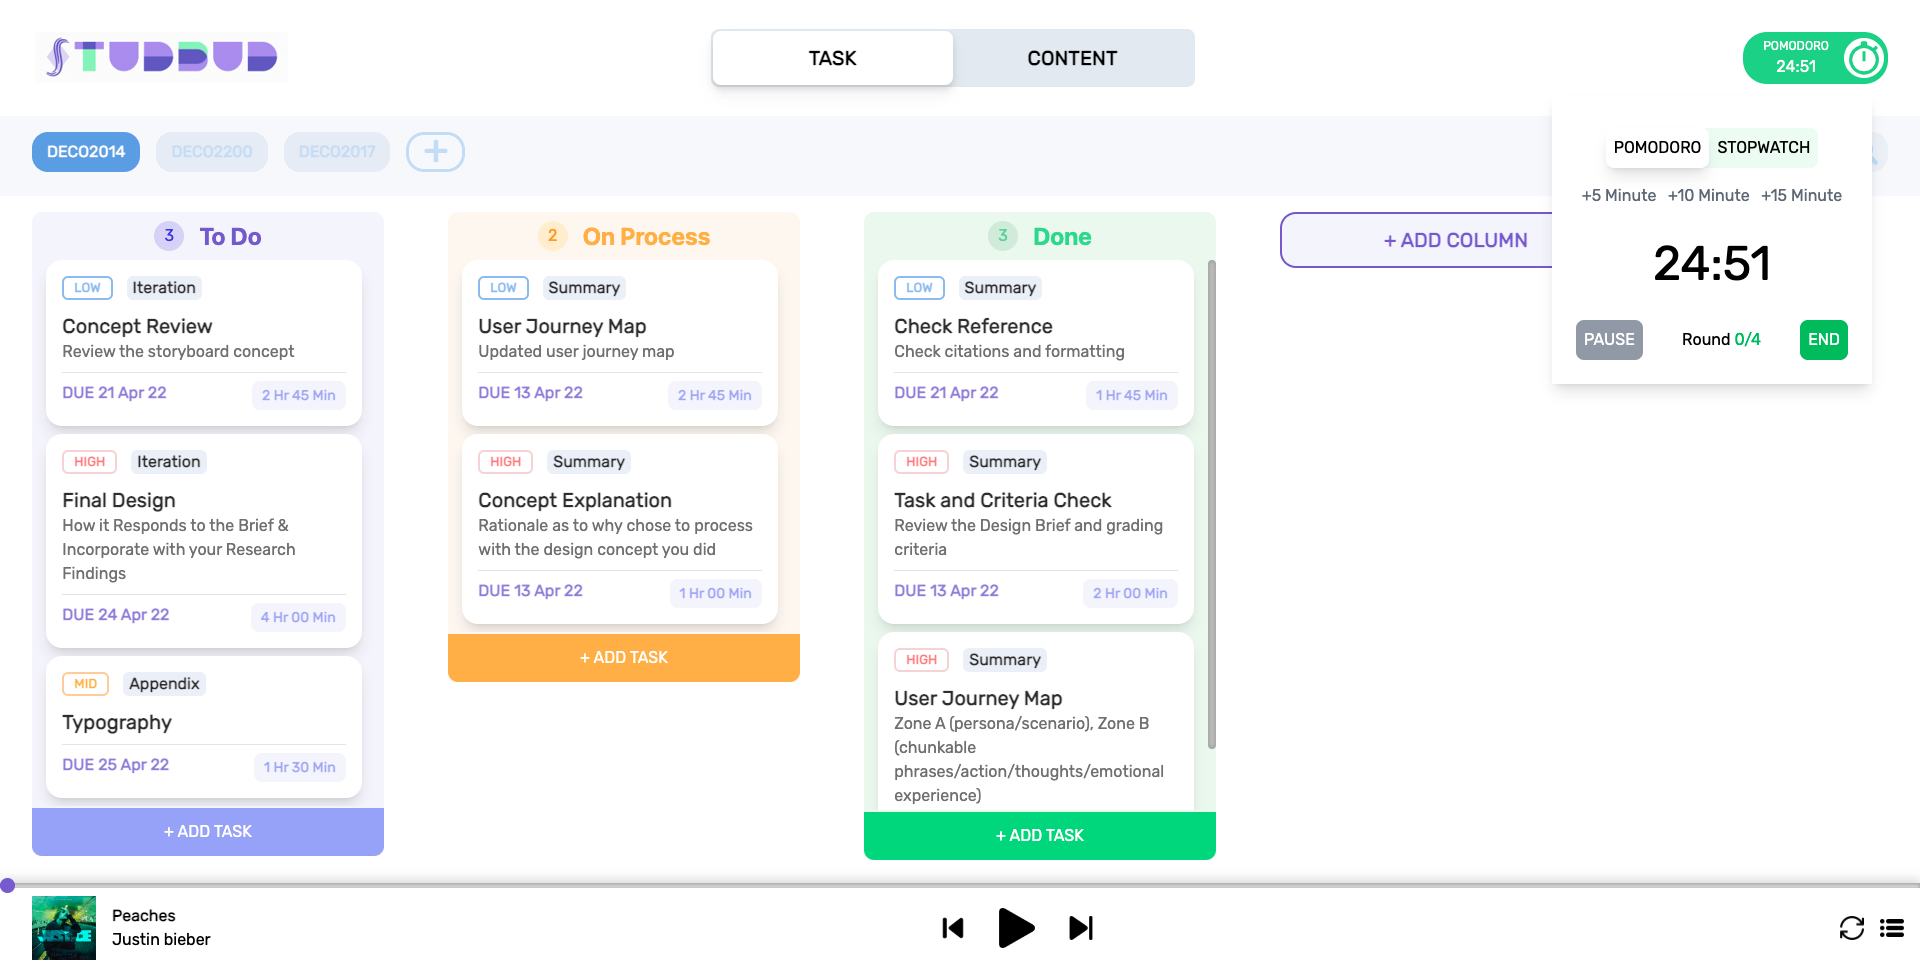 STUDBUD
TASK
CONTENT
POMODORO
24:51
DECO2014
DECO2200
DECO2017
POMODORO
STOPWATCH
+5 Minute
+10 Minute
+15 Minute
24:51
PAUSE
Round 0/4
END
3 To Do
LOW Iteration
Concept Review
Review the storyboard concept
DUE 21 Apr 22
2 Hr 45 Min
HIGH Iteration
Final Design
How it Responds to the Brief &
Incorporate with your Research
Findings
DUE 24 Apr 22
4 Hr 00 Min
MID Appendix
Typography
DUE 25 Apr 22
1 Hr 30 Min
+ ADD TASK
2 On Process
LOW Summary
User Journey Map
Updated user journey map
DUE 13 Apr 22
2 Hr 45 Min
HIGH Summary
Concept Explanation
Rationale as to why chose to process
with the design concept you did
DUE 13 Apr 22
1 Hr 00 Min
+ ADD TASK
3 Done
LOW Summary
Check Reference
Check citations and formatting
DUE 21 Apr 22
1 Hr 45 Min
HIGH Summary
Task and Criteria Check
Review the Design Brief and grading
criteria
DUE 13 Apr 22
2 Hr 00 Min
HIGH Summary
User Journey Map
Zone A (persona/scenario), Zone B
(chunkable
phrases/action/thoughts/emotional
experience)
+ ADD TASK
+ ADD COLUMN
Peaches
Justin bieber